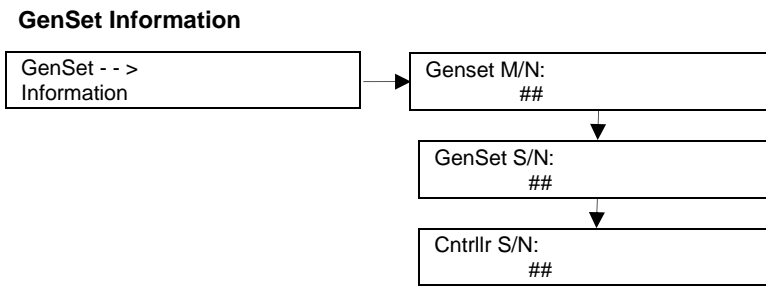 GenSet Information
GenSet - - >
Information
Genset M/N:
##
GenSet S/N:
##
Cntrllr S/N:
##